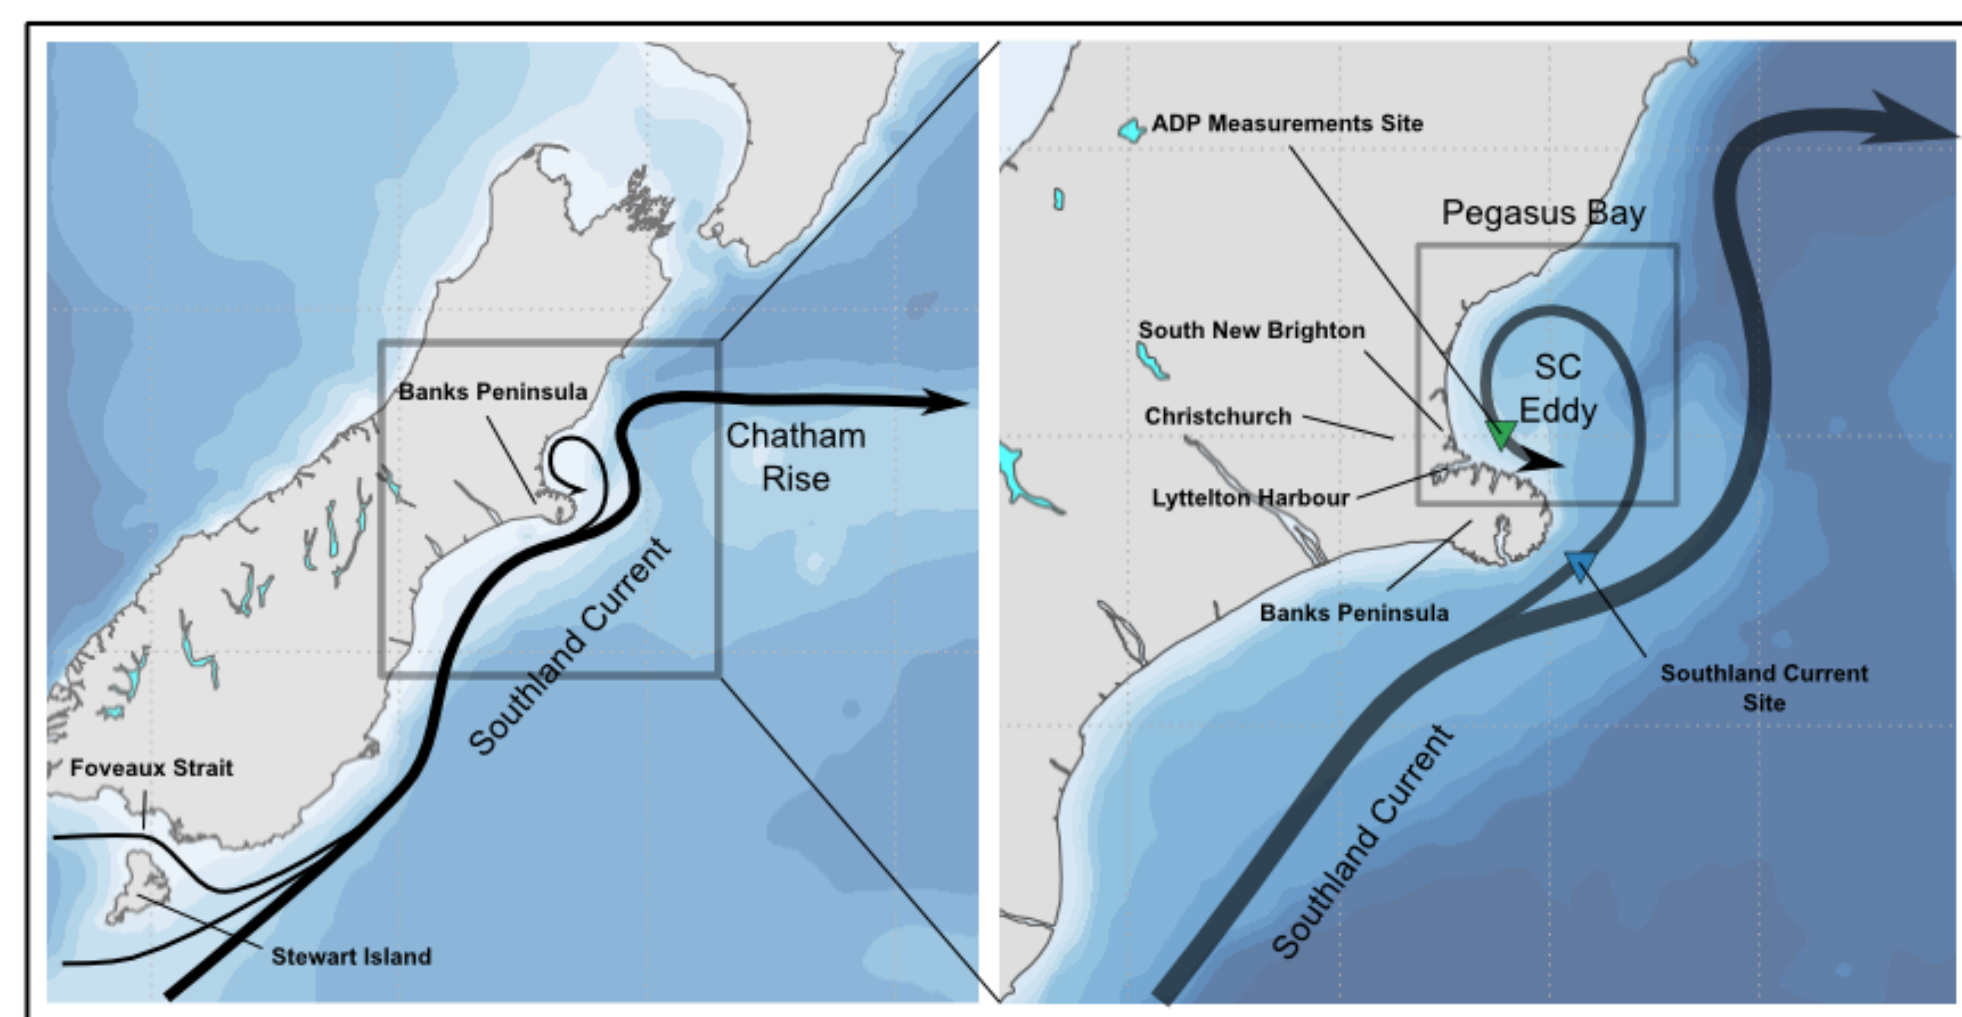 Banks Peninsula
Chatham
Rise
Southland Current
Foveaux Strait
Stewart Island
ADP Measurements Site
Pegasus Bay
South New Brighton
SC
Eddy
Christchurch
Lyttelton Harbour
Banks Peninsula
Southland Current
Site
Southland Current